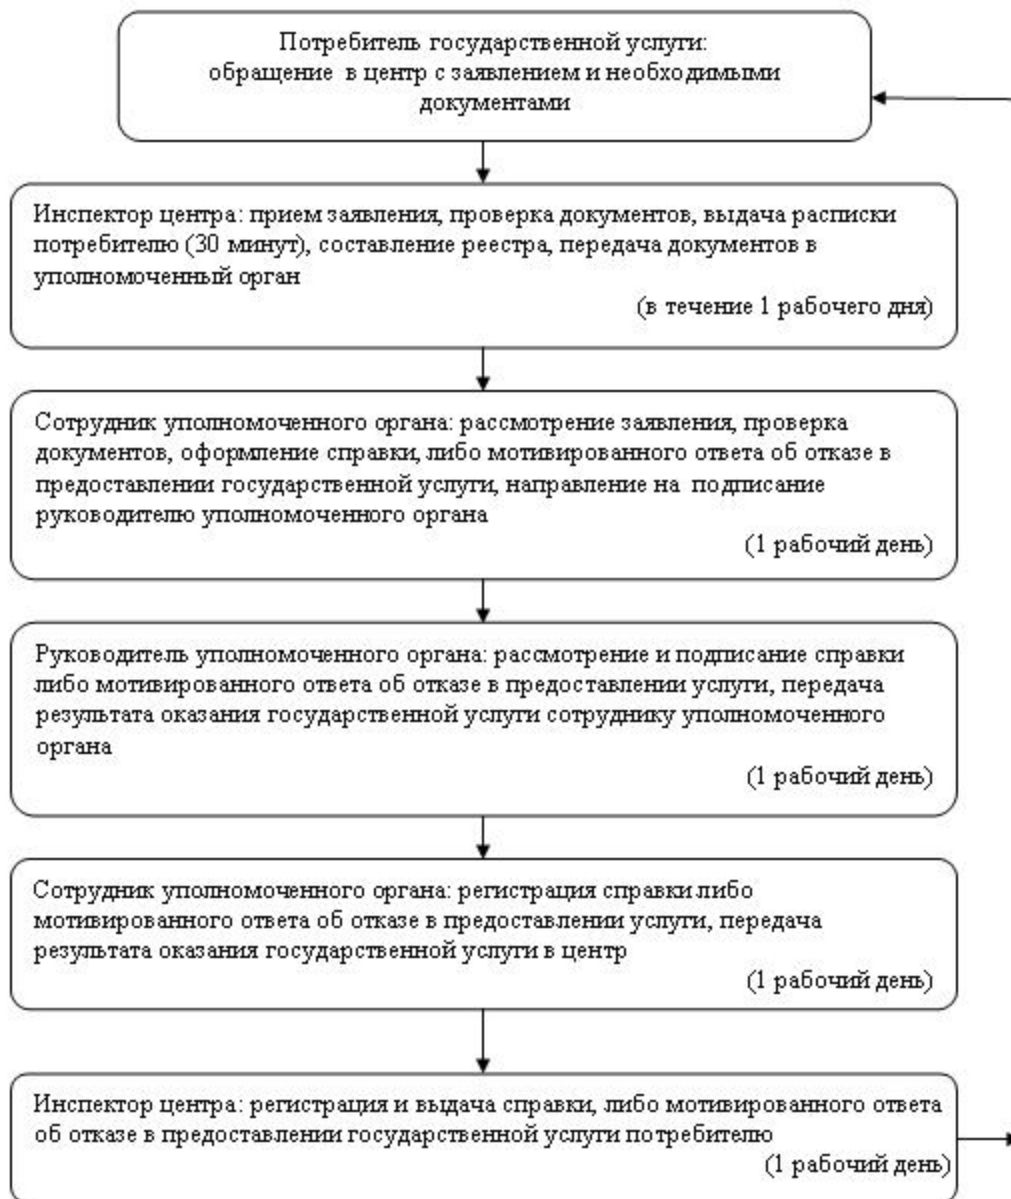 Потребитель государственной услуги:
обращение в центр с заявлением и необходимыми
документами
Инспектор центра: прием заявления, проверка документов, выдача расписки
потребителю (30 минут), составление реестра, передача документов в
уполномоченный орган
(в течение 1 рабочего дня)
Сотрудник уполномоченного органа: рассмотрение заявления, проверка
документов, оформление справки, либо мотивированного ответа об отказе в
предоставлении государственной услуги, направление на подписание
руководителю уполномоченного органа
(1 рабочий день)
Руководитель уполномоченного органа: рассмотрение и подписание справки
либо мотивированного ответа об отказе в предоставлении услуги, передача
результата оказания государственной услуги сотруднику уполномоченного
органа
(1 рабочий день)
Сотрудник уполномоченного органа: регистрация справки либо
мотивированного ответа об отказе в предоставлении услуги, передача
результата оказания государственной услуги в центр
(1 рабочий день)
Инспектор центра: регистрация и выдача справки, либо мотивированного ответа
об отказе в предоставлении государственной услуги потребителю
(1 рабочий день)